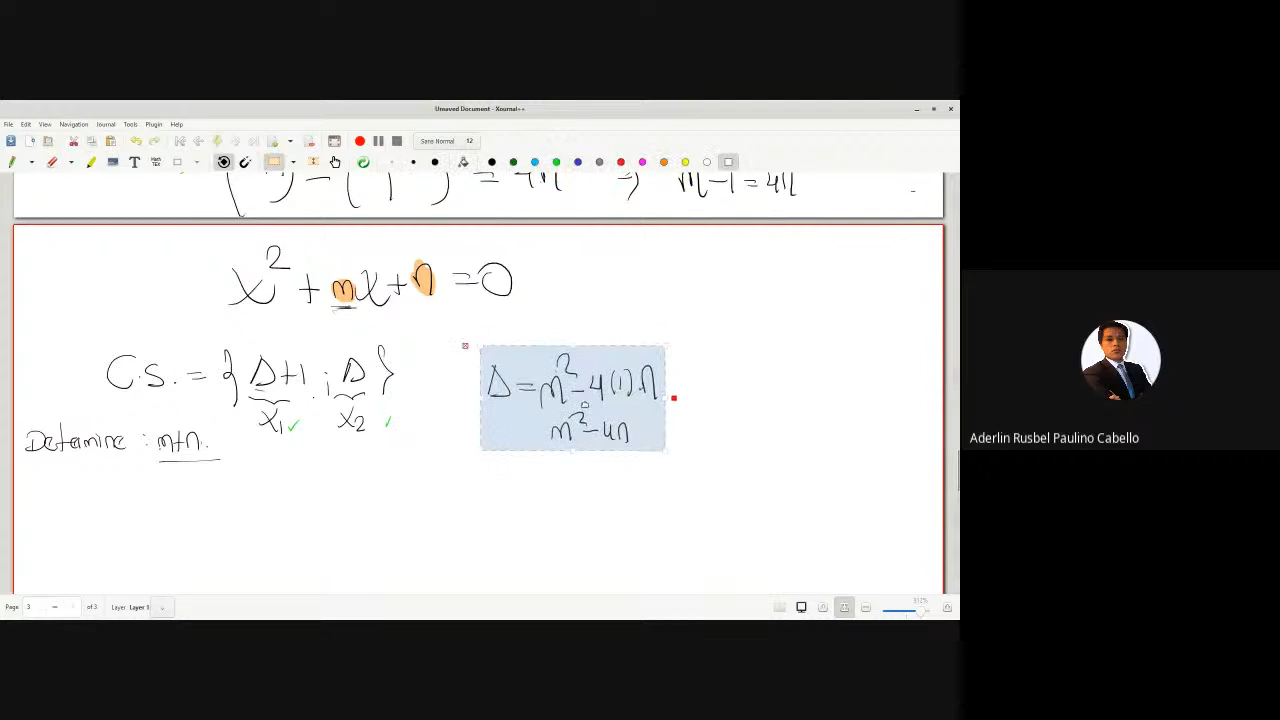 Unsaved Document - Xournal++
File Edit View Navigation Journal Tools Plugin Help
Sans Normal 12
m-1=4n
x²+mx+n=0
C.S. = {Δ+1 ; Δ}
x₁ ✓ x₂ ✓
Δ=m²-4(1).n
m²-4n
Determine : m+n.
Page 3 of 3 Layer Layer 1
312%
Aderlin Rusbel Paulino Cabello